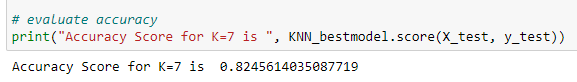 # evaluate accuracy
print("Accuracy Score for K=7 is ", KNN_bestmodel.score(X_test, y_test))
Accuracy Score for K=7 is  0.8245614035087719